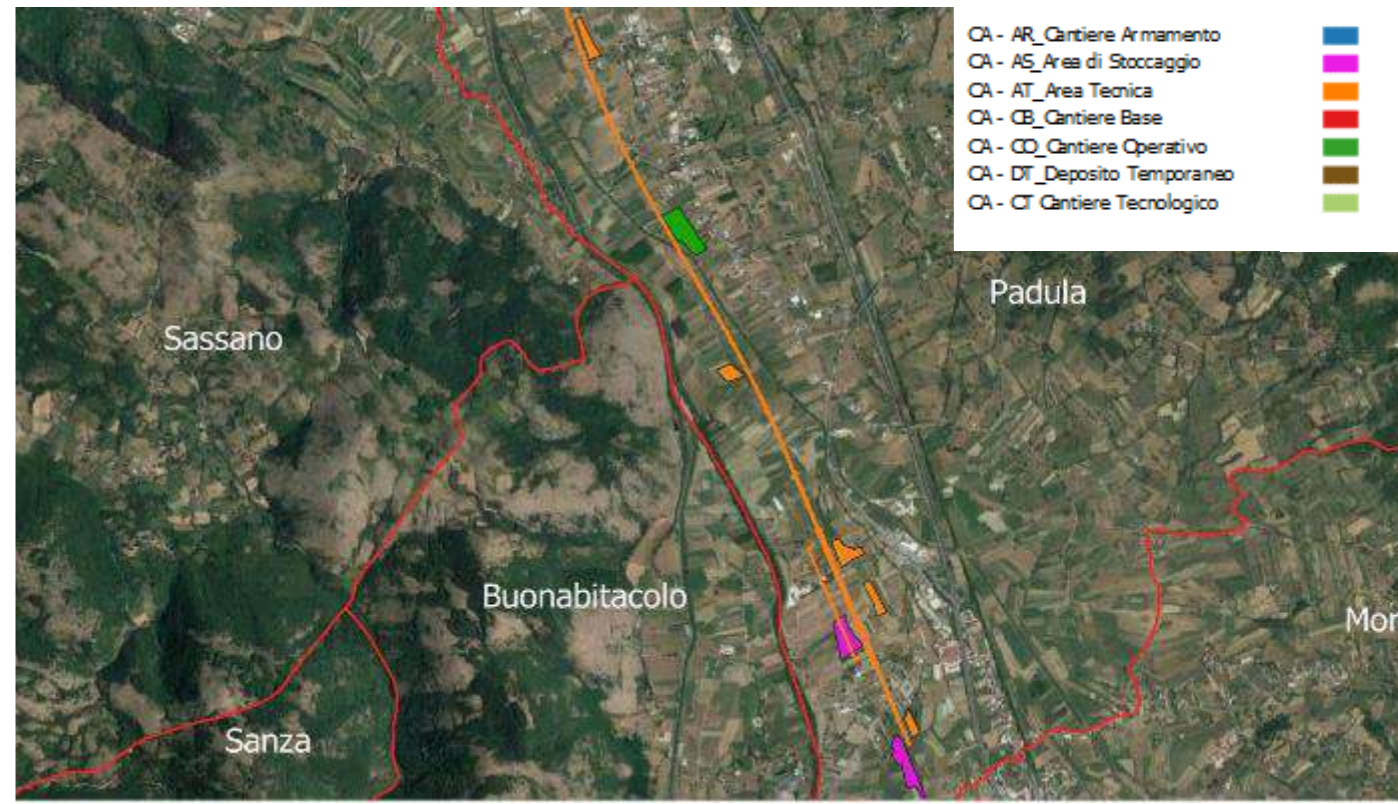 CA - AR_Cantiere Armamento
CA - AS_Area di Stoccaggio
CA - AT_Area Tecnica
CA - CB_Cantiere Base
CA - CO_Cantiere Operativo
CA - DT_Deposito Temporaneo
CA - CT Cantiere Tecnologico
Padula
Sassano
Buonabitacolo
Mor
Sanza